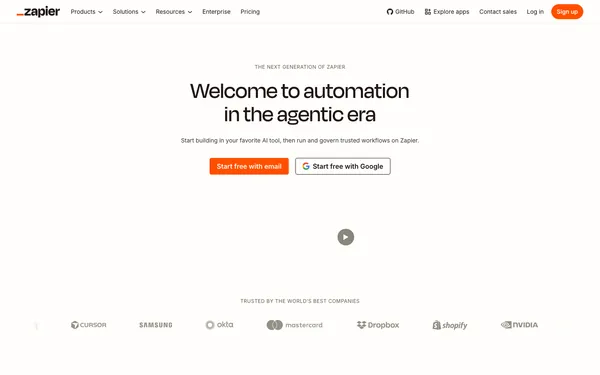 zapier Products Solutions Resources Enterprise Pricing GitHub Explore apps Contact sales Log in Sign up
THE NEXT GENERATION OF ZAPIER
Welcome to automation
in the agentic era
Start building in your favorite AI tool, then run and govern trusted workflows on Zapier.
Start free with email Start free with Google
TRUSTED BY THE WORLD'S BEST COMPANIES
CURSOR SAMSUNG okta mastercard Dropbox shopify NVIDIA